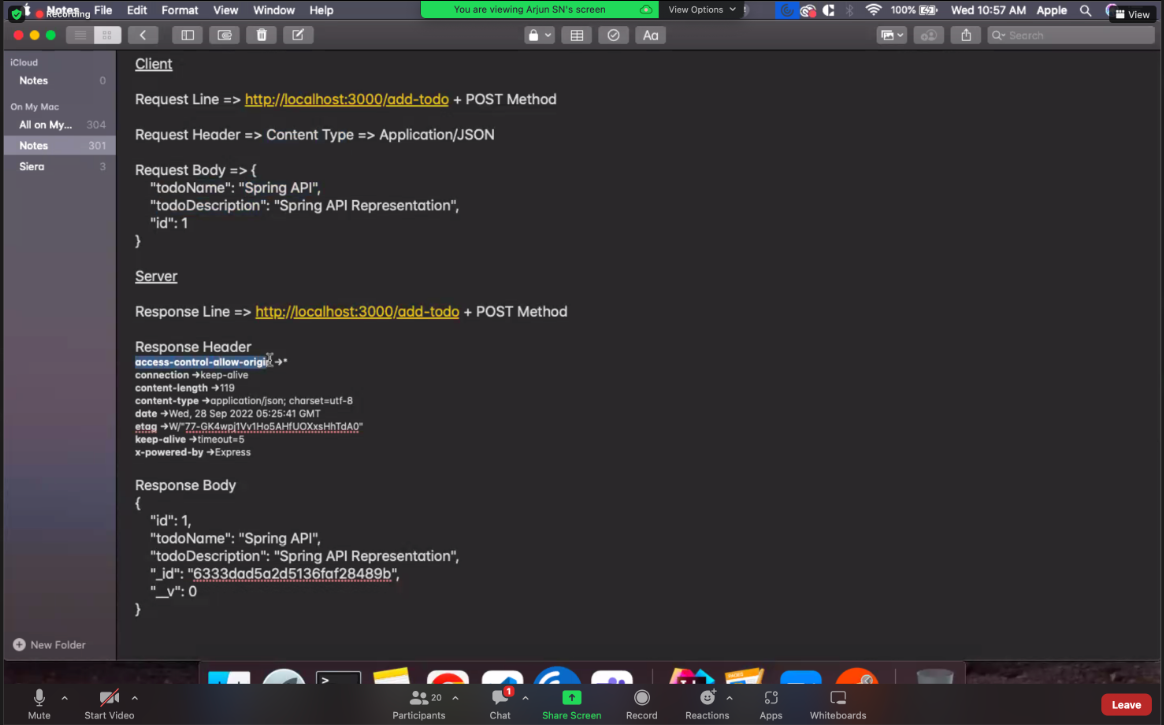 Notes File Edit Format View Window Help
Recording
You are viewing Arjun SN's screen
View Options
100%
Wed 10:57 AM Apple
View
Aa
Search
iCloud
Notes 0
On My Mac
All on My... 304
Notes 301
Siera 3
New Folder
Client
Request Line => http://localhost:3000/add-todo + POST Method
Request Header => Content Type => Application/JSON
Request Body => {
"todoName": "Spring API",
"todoDescription": "Spring API Representation",
"id": 1
}
Server
Response Line => http://localhost:3000/add-todo + POST Method
Response Header
access-control-allow-origin →*
connection →keep-alive
content-length →119
content-type →application/json; charset=utf-8
date →Wed, 28 Sep 2022 05:25:41 GMT
etag →W/"77-GK4wpj1Vv1Ho5AHfUOXxsHhTdA0"
keep-alive →timeout=5
x-powered-by →Express
Response Body
{
"id": 1,
"todoName": "Spring API",
"todoDescription": "Spring API Representation",
"_id": "6333dad5a2d5136faf28489b",
"__v": 0
}
Mute
Start Video
20
Participants
1
Chat
Share Screen
Record
Reactions
Apps
Whiteboards
Leave